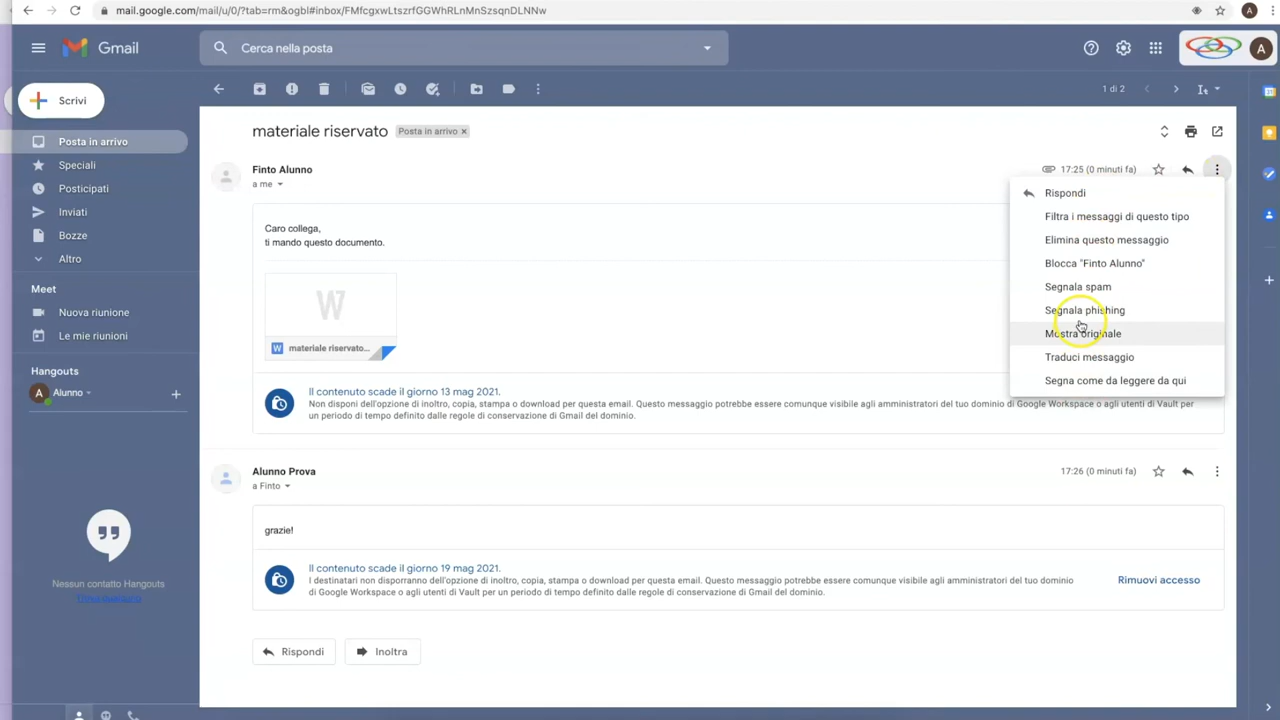 mail.google.com/mail/u/0/?tab=rm&ogbl#inbox/FMfcgxwLtszrfGGWhRLnMnSzsqnDLNNw
A
Gmail
Cerca nella posta
A
Scrivi
1 di 2
Posta in arrivo
Speciali
Posticipati
Inviati
Bozze
Altro
Meet
Nuova riunione
Le mie riunioni
Hangouts
A Alunno
Nessun contatto Hangouts
materiale riservato Posta in arrivo x
Finto Alunno
17:25 (0 minuti fa)
a me
Caro collega,
ti mando questo documento.
W
W materiale riservato...
Il contenuto scade il giorno 13 mag 2021.
Non disponi dell'opzione di inoltro, copia, stampa o download per questa email. Questo messaggio potrebbe essere comunque visibile agli amministratori del tuo dominio di Google Workspace o agli utenti di Vault per
un periodo di tempo definito dalle regole di conservazione di Gmail del dominio.
Rispondi
Filtra i messaggi di questo tipo
Elimina questo messaggio
Blocca "Finto Alunno"
Segnala spam
Segnala phishing
Mostra originale
Traduci messaggio
Segna come da leggere da qui
Alunno Prova
17:26 (0 minuti fa)
a Finto
grazie!
Il contenuto scade il giorno 19 mag 2021.
I destinatari non disporranno dell'opzione di inoltro, copia, stampa o download per questa email. Questo messaggio potrebbe essere comunque visibile agli amministratori del tuo dominio
di Google Workspace o agli utenti di Vault per un periodo di tempo definito dalle regole di conservazione di Gmail del dominio.
Rimuovi accesso
Rispondi
Inoltra